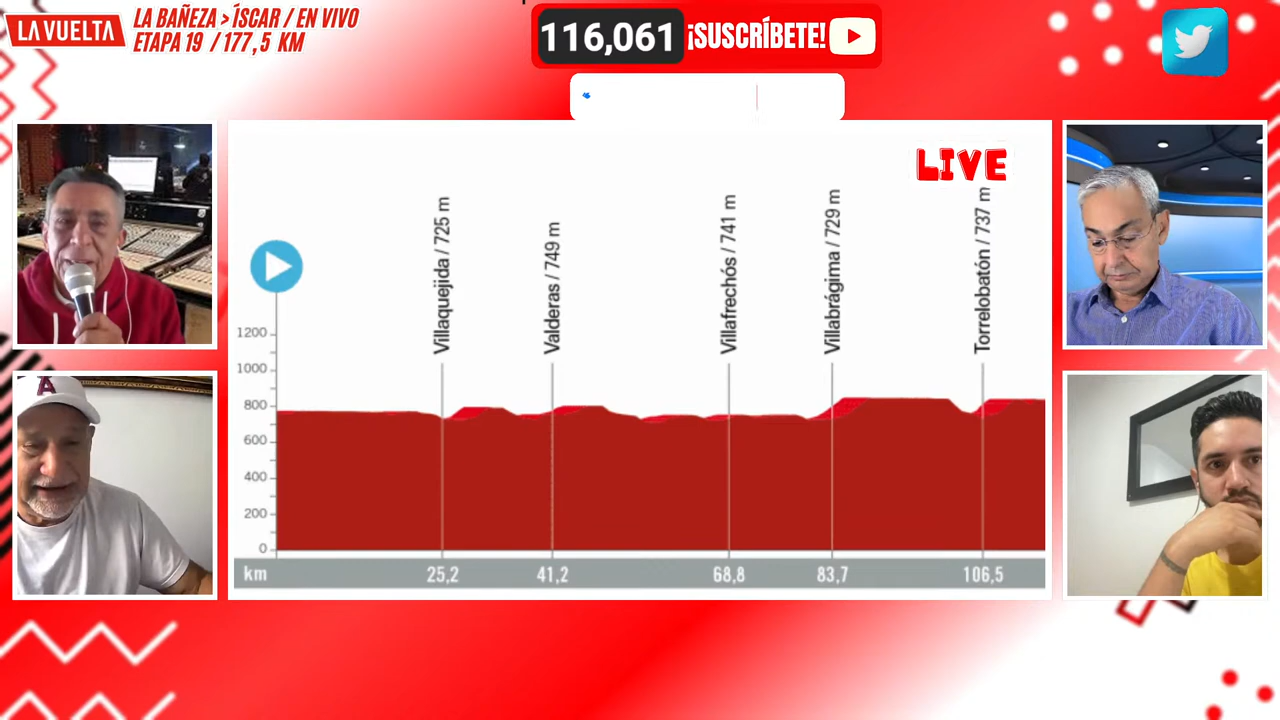 LA VUELTA
LA BAÑEZA > ÍSCAR / EN VIVO
ETAPA 19 / 177,5 KM
116,061
¡SUSCRÍBETE!
LIVE
Villaquejida / 725 m
Valderas / 749 m
Villafrechós / 741 m
Villabrágima / 729 m
Torrelobatón / 737 m
1200
1000
800
600
400
200
0
km 25,2 41,2 68,8 83,7 106,5
A